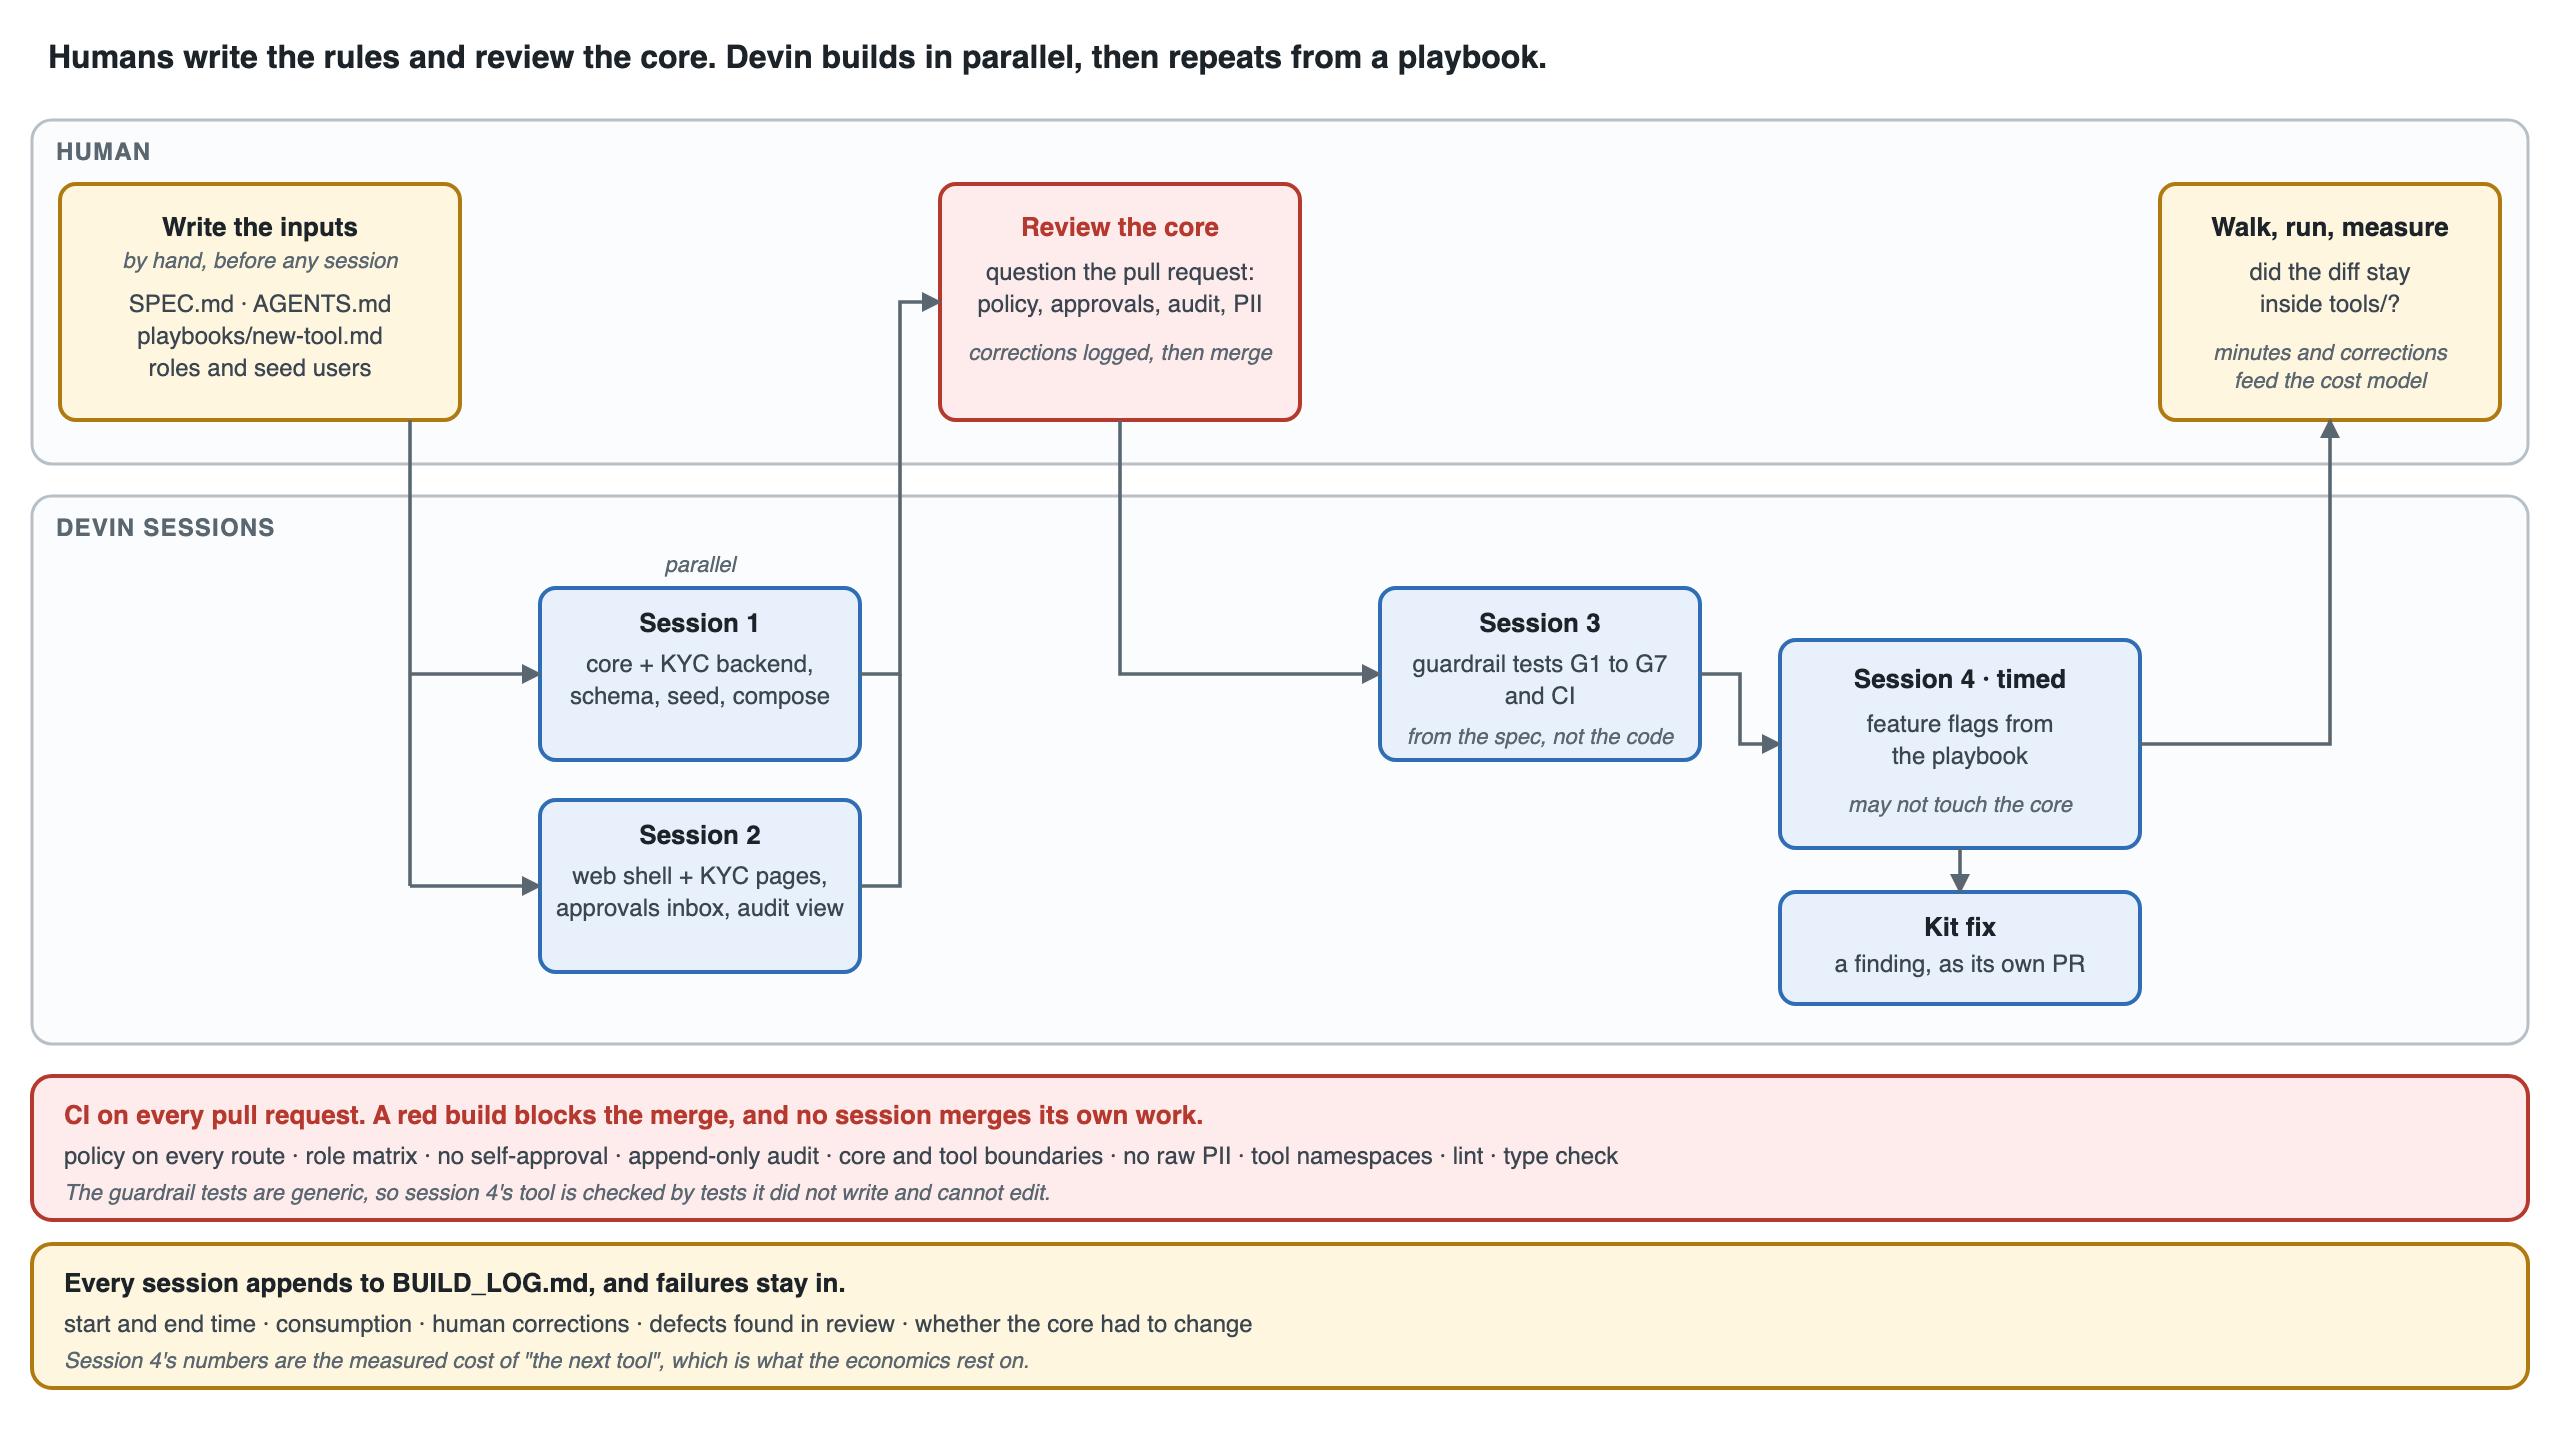 Humans write the rules and review the core. Devin builds in parallel, then repeats from a playbook.
HUMAN
Write the inputs
by hand, before any session
SPEC.md · AGENTS.md
playbooks/new-tool.md
roles and seed users
Review the core
question the pull request:
policy, approvals, audit, PII
corrections logged, then merge
Walk, run, measure
did the diff stay
inside tools/?
minutes and corrections
feed the cost model
DEVIN SESSIONS
parallel
Session 1
core + KYC backend,
schema, seed, compose
Session 2
web shell + KYC pages,
approvals inbox, audit view
Session 3
guardrail tests G1 to G7
and CI
from the spec, not the code
Session 4 · timed
feature flags from
the playbook
may not touch the core
Kit fix
a finding, as its own PR
CI on every pull request. A red build blocks the merge, and no session merges its own work.
policy on every route · role matrix · no self-approval · append-only audit · core and tool boundaries · no raw PII · tool namespaces · lint · type check
The guardrail tests are generic, so session 4's tool is checked by tests it did not write and cannot edit.
Every session appends to BUILD_LOG.md, and failures stay in.
start and end time · consumption · human corrections · defects found in review · whether the core had to change
Session 4's numbers are the measured cost of "the next tool", which is what the economics rest on.